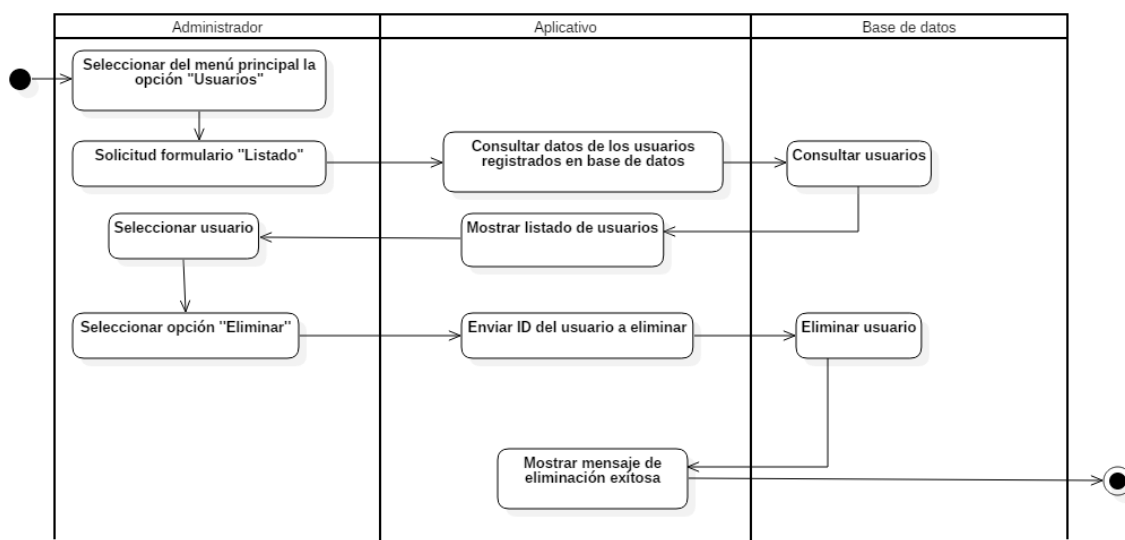 Administrador
Aplicativo
Base de datos
Seleccionar del menú principal la
opción "Usuarios"
Solicitud formulario "Listado"
Consultar datos de los usuarios
registrados en base de datos
Consultar usuarios
Seleccionar usuario
Mostrar listado de usuarios
Seleccionar opción "Eliminar"
Enviar ID del usuario a eliminar
Eliminar usuario
Mostrar mensaje de
eliminación exítosa